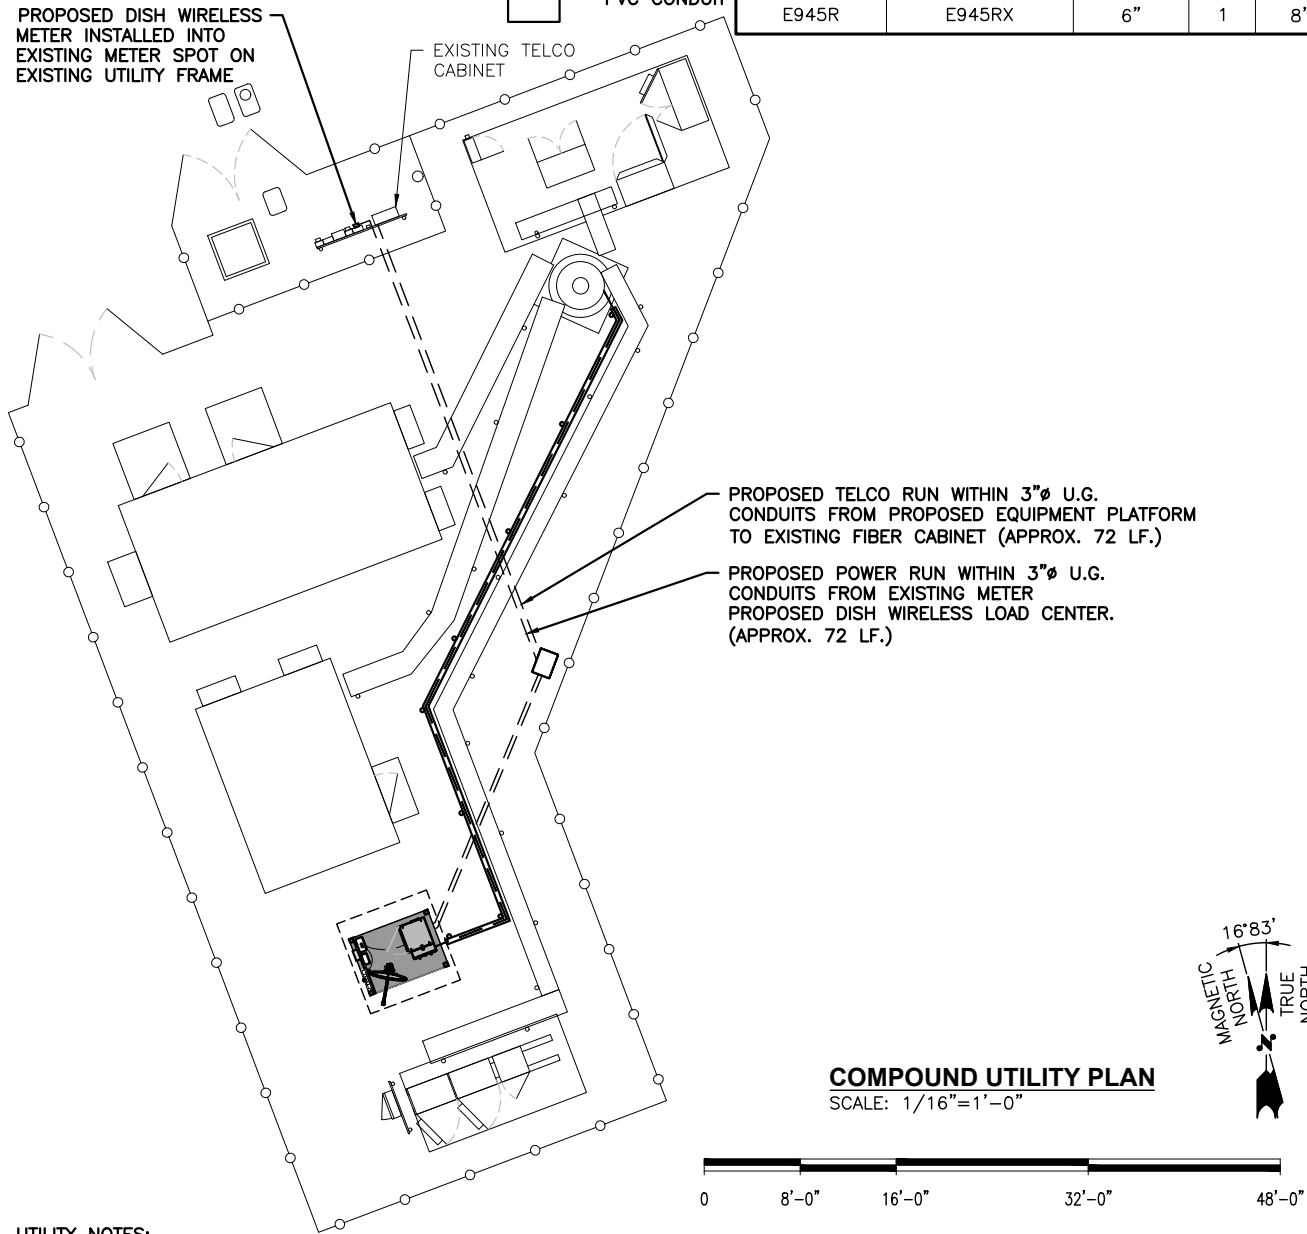 PROPOSED DISH WIRELESS
METER INSTALLED INTO
EXISTING METER SPOT ON
EXISTING UTILITY FRAME
PVC CONDUIT
E945R E945RX 6" 1 8'
EXISTING TELCO
CABINET
PROPOSED TELCO RUN WITHIN 3"ø U.G.
CONDUITS FROM PROPOSED EQUIPMENT PLATFORM
TO EXISTING FIBER CABINET (APPROX. 72 LF.)
PROPOSED POWER RUN WITHIN 3"ø U.G.
CONDUITS FROM EXISTING METER
PROPOSED DISH WIRELESS LOAD CENTER.
(APPROX. 72 LF.)
16°83'
MAGNETIC
NORTH
TRUE
NORTH
N
COMPOUND UTILITY PLAN
SCALE: 1/16"=1'-0"
0 8'-0" 16'-0" 32'-0" 48'-0"
UTILITY NOTES: